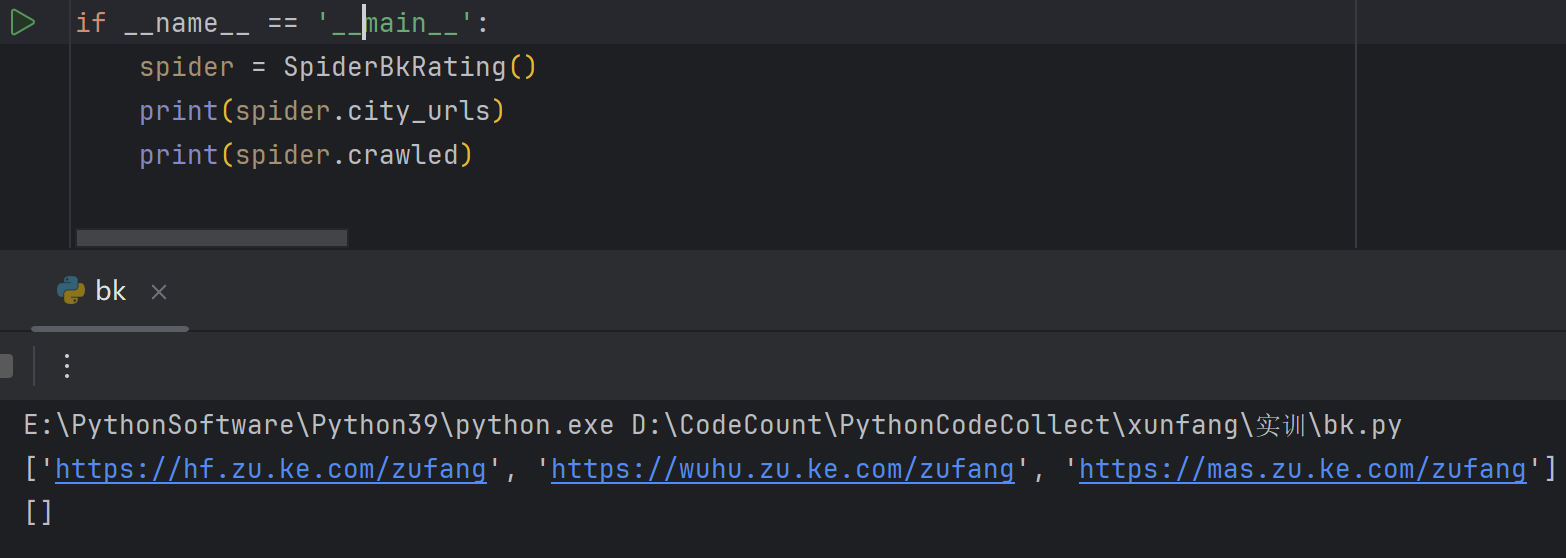 if __name__ == '__main__':
    spider = SpiderBkRating()
    print(spider.city_urls)
    print(spider.crawled)
bk
E:\PythonSoftware\Python39\python.exe D:\CodeCount\PythonCodeCollect\xunfang\实训\bk.py
['https://hf.zu.ke.com/zufang', 'https://wuhu.zu.ke.com/zufang', 'https://mas.zu.ke.com/zufang']
[]